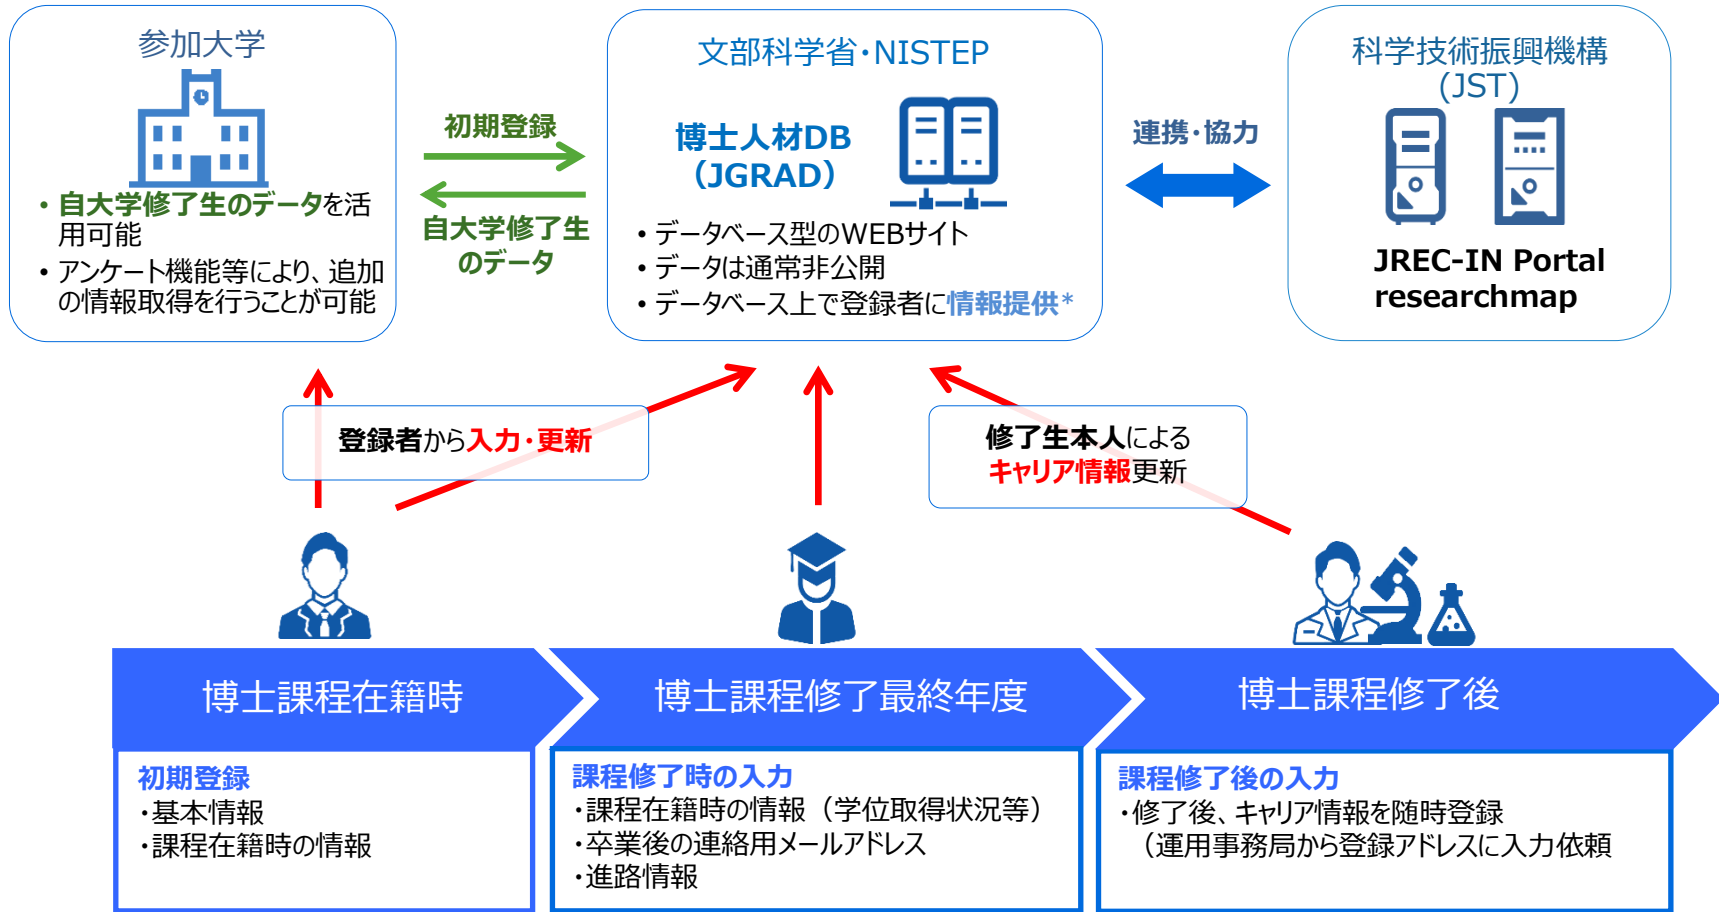 参加大学
・自大学修了生のデータを活
用可能
・アンケート機能等により、追加
の情報取得を行うことが可能
初期登録
自大学修了生
のデータ
文部科学省・NISTEP
博士人材DB
（JGRAD）
・データベース型のWEBサイト
・データは通常非公開
・データベース上で登録者に情報提供*
連携・協力
科学技術振興機構
(JST)
JREC-IN Portal
researchmap
登録者から入力・更新
修了生本人による
キャリア情報更新
博士課程在籍時
初期登録
・基本情報
・課程在籍時の情報
博士課程修了最終年度
課程修了時の入力
・課程在籍時の情報（学位取得状況等）
・卒業後の連絡用メールアドレス
・進路情報
博士課程修了後
課程修了後の入力
・修了後、キャリア情報を随時登録
（運用事務局から登録アドレスに入力依頼